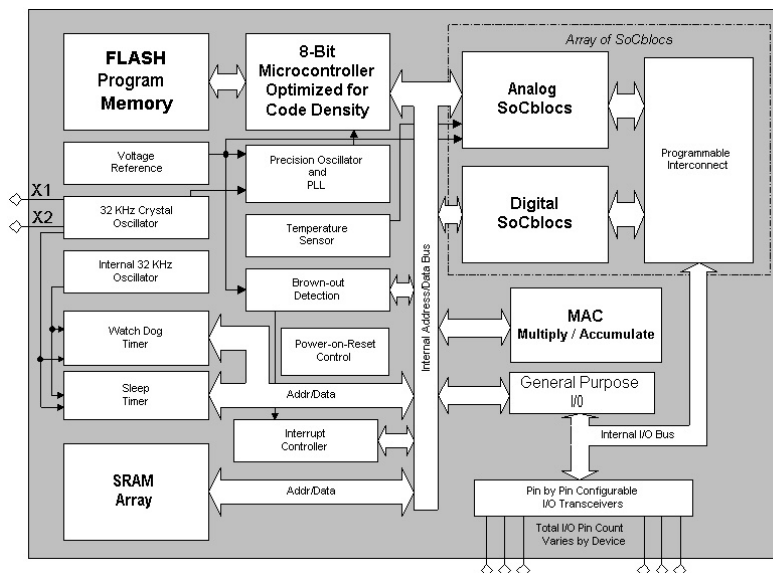 FLASH
Program
Memory
8-Bit
Microcontroller
Optimized for
Code Density
Array of SoCblocs
Analog
SoCblocs
Programmable
Interconnect
Digital
SoCblocs
Voltage
Reference
Precision Oscillator
and
PLL
X1
X2
32 KHz Crystal
Oscillator
Temperature
Sensor
Internal 32 KHz
Oscillator
Brown-out
Detection
Internal Address/Data Bus
Watch Dog
Timer
Power-on-Reset
Control
MAC
Multiply / Accumulate
Sleep
Timer
Addr/Data
General Purpose
I/0
Interrupt
Controller
Internal I/O Bus
SRAM
Array
Addr/Data
Pin by Pin Configurable
I/O Transceivers
Total I/O Pin Count
Varies by Device